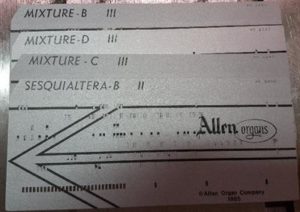 MIXTURE-B III
MIXTURE-D III
MIXTURE-C III
SESQUIALTERA-B II
Allen organs
©Allen Organ Company